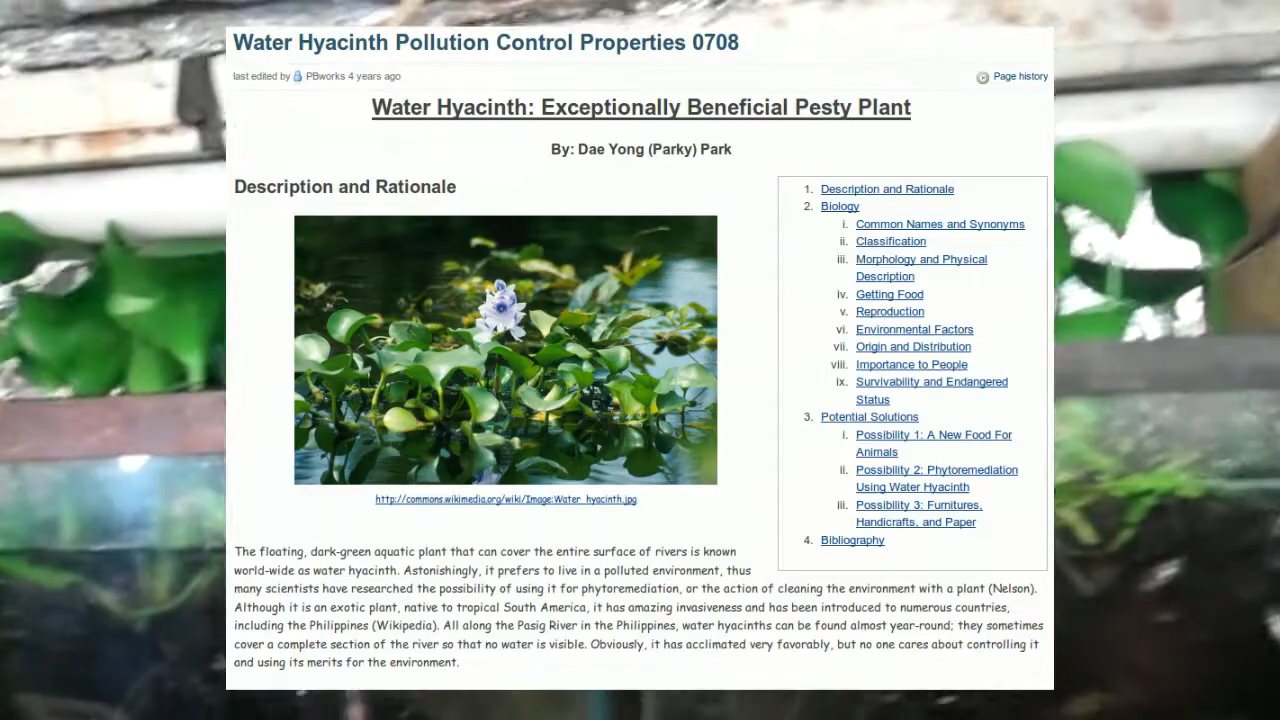 Water Hyacinth Pollution Control Properties 0708
last edited by PBworks 4 years ago
Page history
Water Hyacinth: Exceptionally Beneficial Pesty Plant
By: Dae Yong (Parky) Park
Description and Rationale
1. Description and Rationale
2. Biology
i. Common Names and Synonyms
ii. Classification
iii. Morphology and Physical
Description
iv. Getting Food
v. Reproduction
vi. Environmental Factors
vii. Origin and Distribution
viii. Importance to People
ix. Survivability and Endangered
Status
3. Potential Solutions
i. Possibility 1: A New Food For
Animals
ii. Possibility 2: Phytoremediation
Using Water Hyacinth
iii. Possibility 3: Furnitures,
Handicrafts, and Paper
4. Bibliography
http://commons.wikimedia.org/wiki/Image:Water_hyacinth.jpg
The floating, dark-green aquatic plant that can cover the entire surface of rivers is known
world-wide as water hyacinth. Astonishingly, it prefers to live in a polluted environment, thus
many scientists have researched the possibility of using it for phytoremediation, or the action of cleaning the environment with a plant (Nelson).
Although it is an exotic plant, native to tropical South America, it has amazing invasiveness and has been introduced to numerous countries,
including the Philippines (Wikipedia). All along the Pasig River in the Philippines, water hyacinths can be found almost year-round; they sometimes
cover a complete section of the river so that no water is visible. Obviously, it has acclimated very favorably, but no one cares about controlling it
and using its merits for the environment.